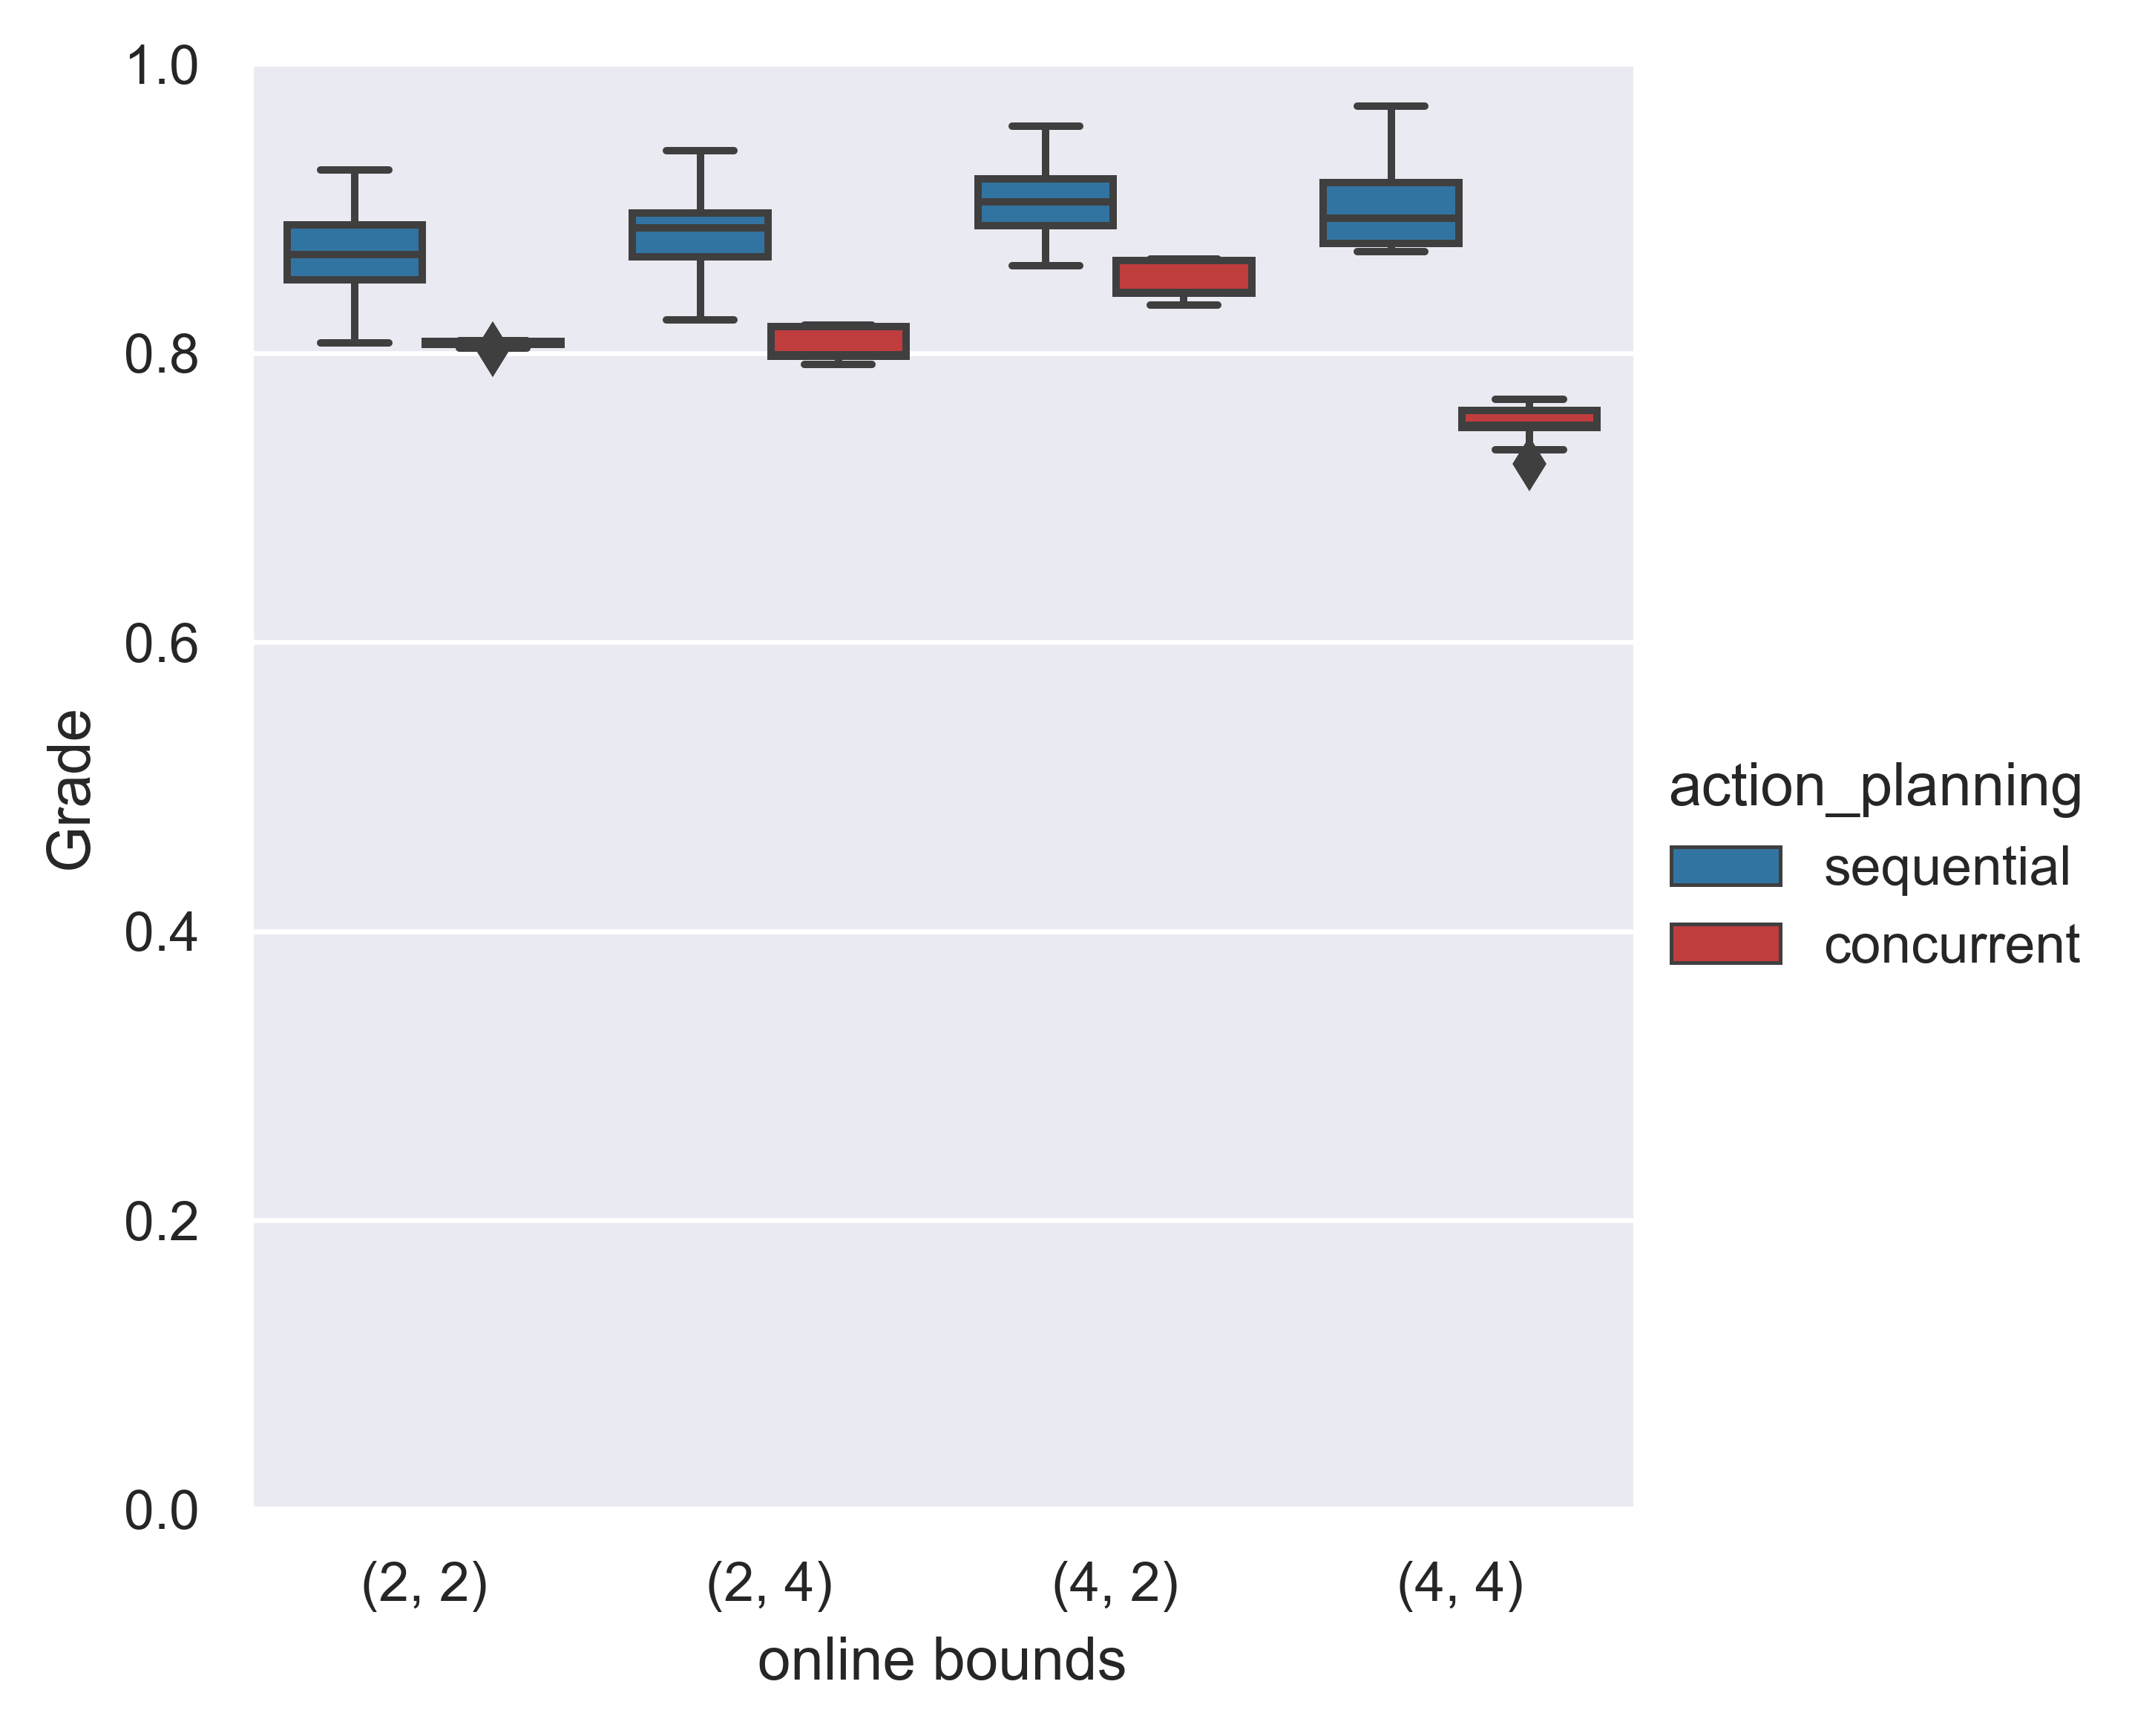 1.0
0.8
0.6
0.4
0.2
0.0
Grade
(2, 2)
(2, 4)
(4, 2)
(4, 4)
online bounds
action_planning
sequential
concurrent